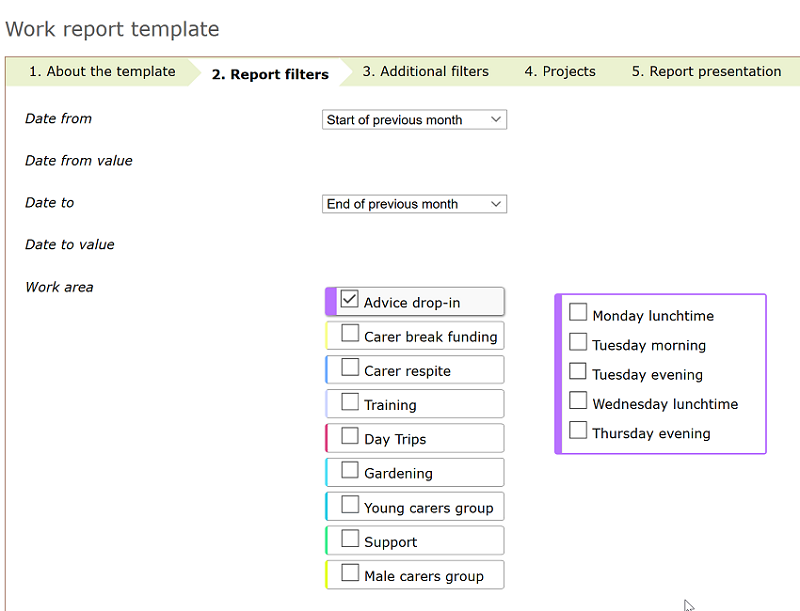 Work report template
1. About the template
2. Report filters
3. Additional filters
4. Projects
5. Report presentation
Date from
Start of previous month
Date from value
Date to
End of previous month
Date to value
Work area
Advice drop-in
Carer break funding
Carer respite
Training
Day Trips
Gardening
Young carers group
Support
Male carers group
Monday lunchtime
Tuesday morning
Tuesday evening
Wednesday lunchtime
Thursday evening